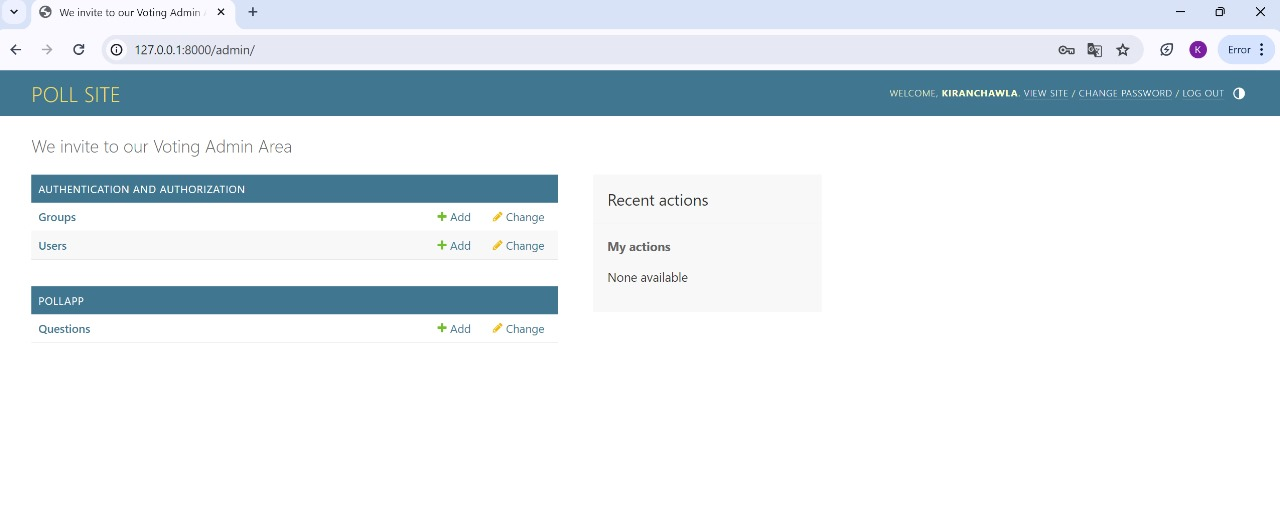 We invite to our Voting Admin
127.0.0.1:8000/admin/
K
Error
POLL SITE
WELCOME, KIRANCHAWLA. VIEW SITE / CHANGE PASSWORD / LOG OUT
We invite to our Voting Admin Area
AUTHENTICATION AND AUTHORIZATION
Groups Add Change
Users Add Change
POLLAPP
Questions Add Change
Recent actions
My actions
None available